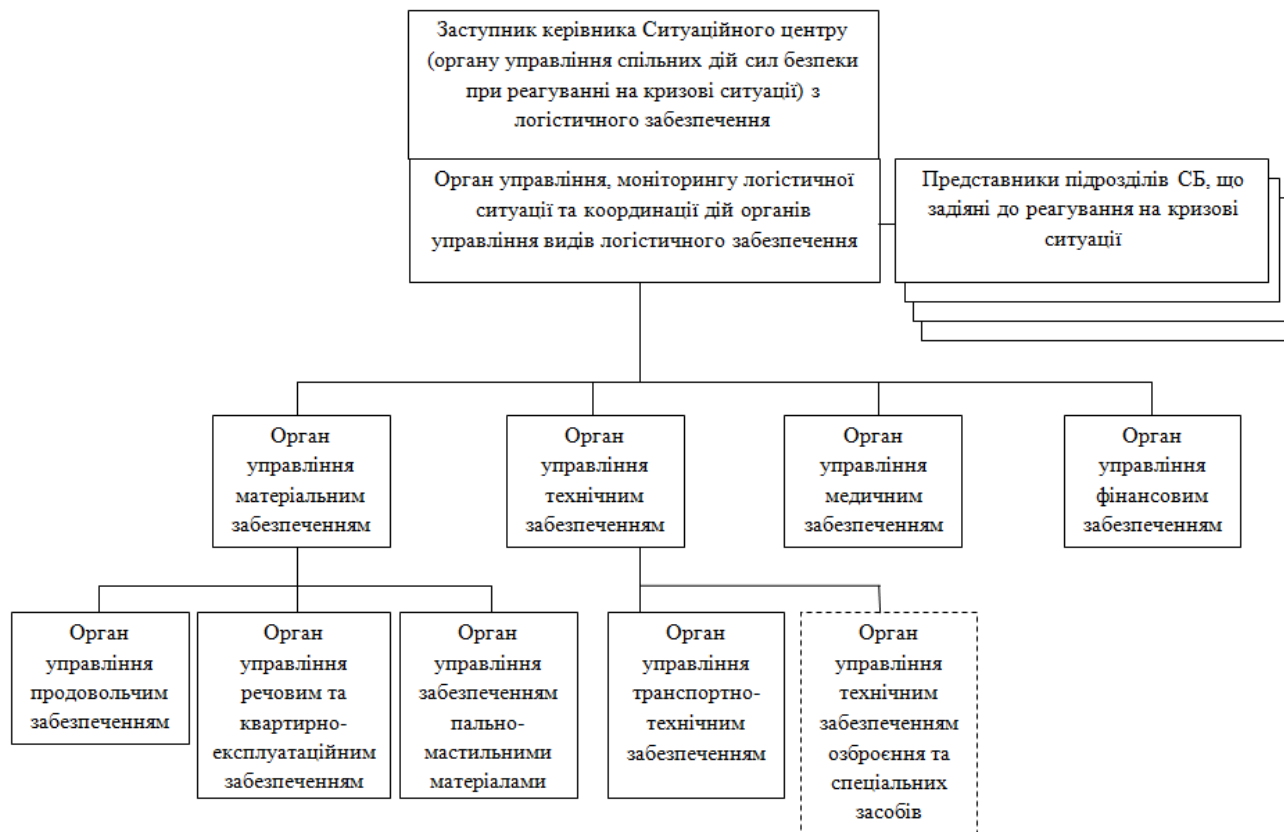 Заступник керівника Ситуаційного центру
(органу управління спільних дій сил безпеки
при реагуванні на кризові ситуації) з
логістичного забезпечення
Орган управління, моніторингу логістичної
ситуації та координації дій органів
управління видів логістичного забезпечення
Представники підрозділів СБ, що
задіяні до реагування на кризові
ситуації
Орган
управління
матеріальним
забезпеченням
Орган
управління
технічним
забезпеченням
Орган
управління
медичним
забезпеченням
Орган
управління
фінансовим
забезпеченням
Орган
управління
продовольчим
забезпеченням
Орган
управління
речовим та
квартирно-
експлуатаційним
забезпеченням
Орган
управління
забезпеченням
пально-
мастильними
матеріалами
Орган
управління
транспортно-
технічним
забезпеченням
Орган
управління
технічним
забезпеченням
озброєння та
спеціальних
засобів